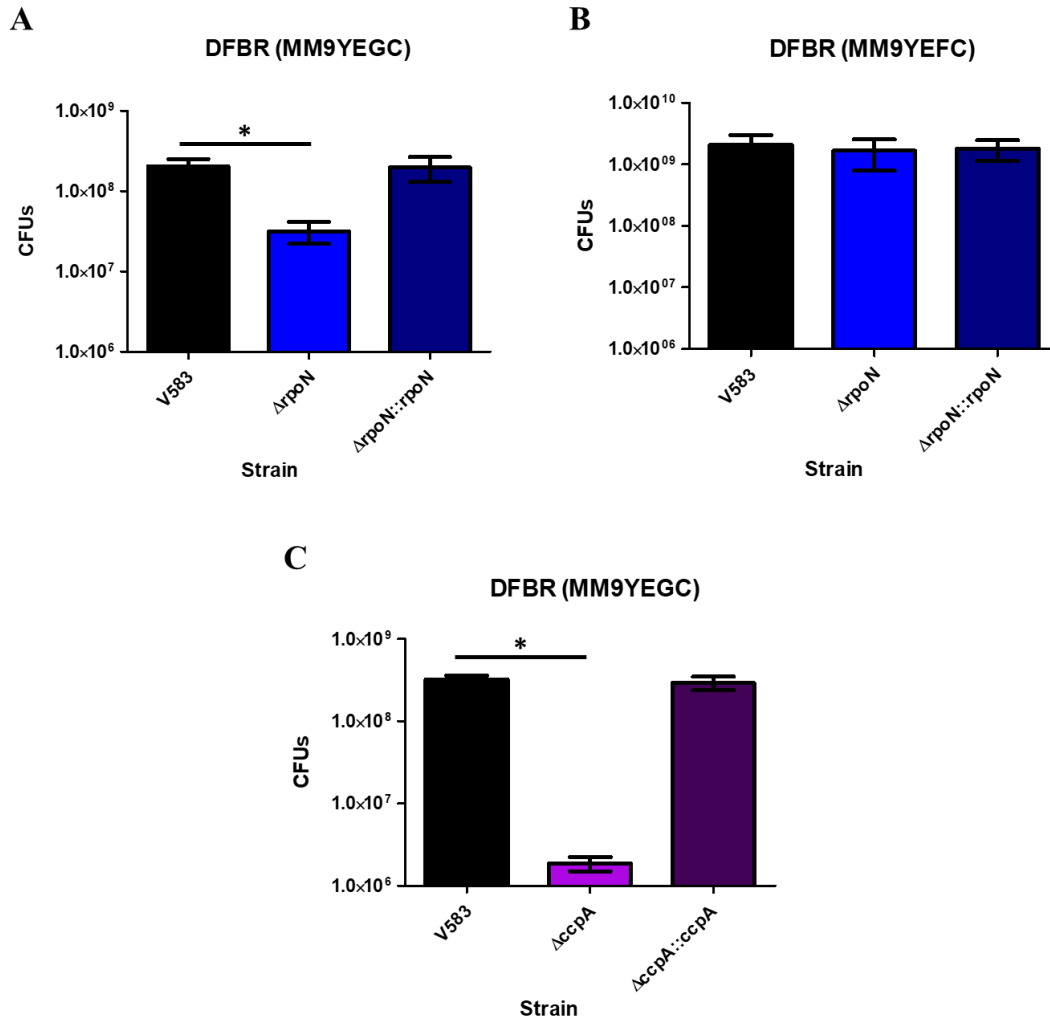 A
DFBR (MM9YEGC)
CFUs
1.0×10⁹
1.0×10⁸
1.0×10⁷
1.0×10⁶
*
V583
ΔrpoN
ΔrpoN::rpoN
Strain
B
DFBR (MM9YEFC)
CFUs
1.0×10¹⁰
1.0×10⁰⁹
1.0×10⁰⁸
1.0×10⁰⁷
1.0×10⁰⁶
V583
ΔrpoN
ΔrpoN::rpoN
Strain
C
DFBR (MM9YEGC)
CFUs
1.0×10⁹
1.0×10⁸
1.0×10⁷
1.0×10⁶
*
V583
ΔccpA
ΔccpA::ccpA
Strain